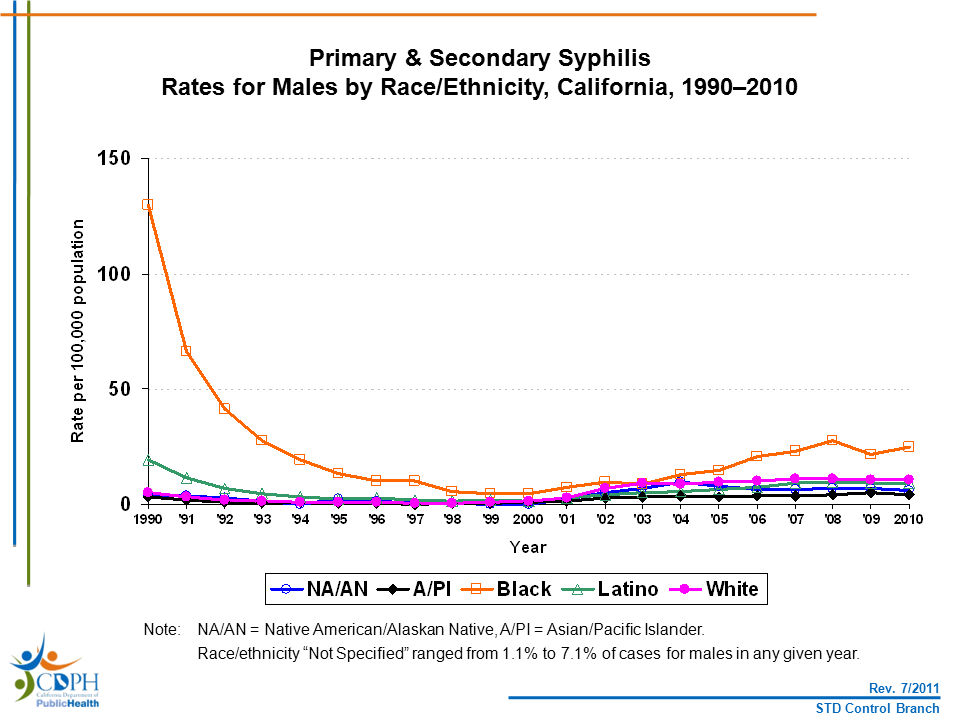 Primary & Secondary Syphilis
Rates for Males by Race/Ethnicity, California, 1990–2010
150
100
50
0
Rate per 100,000 population
1990 '91 '92 '93 '94 '95 '96 '97 '98 '99 2000 '01 '02 '03 '04 '05 '06 '07 '08 '09 2010
Year
NA/AN A/PI Black Latino White
Note: NA/AN = Native American/Alaskan Native, A/PI = Asian/Pacific Islander.
Race/ethnicity “Not Specified” ranged from 1.1% to 7.1% of cases for males in any given year.
CDPH
California Department of
PublicHealth
Rev. 7/2011
STD Control Branch